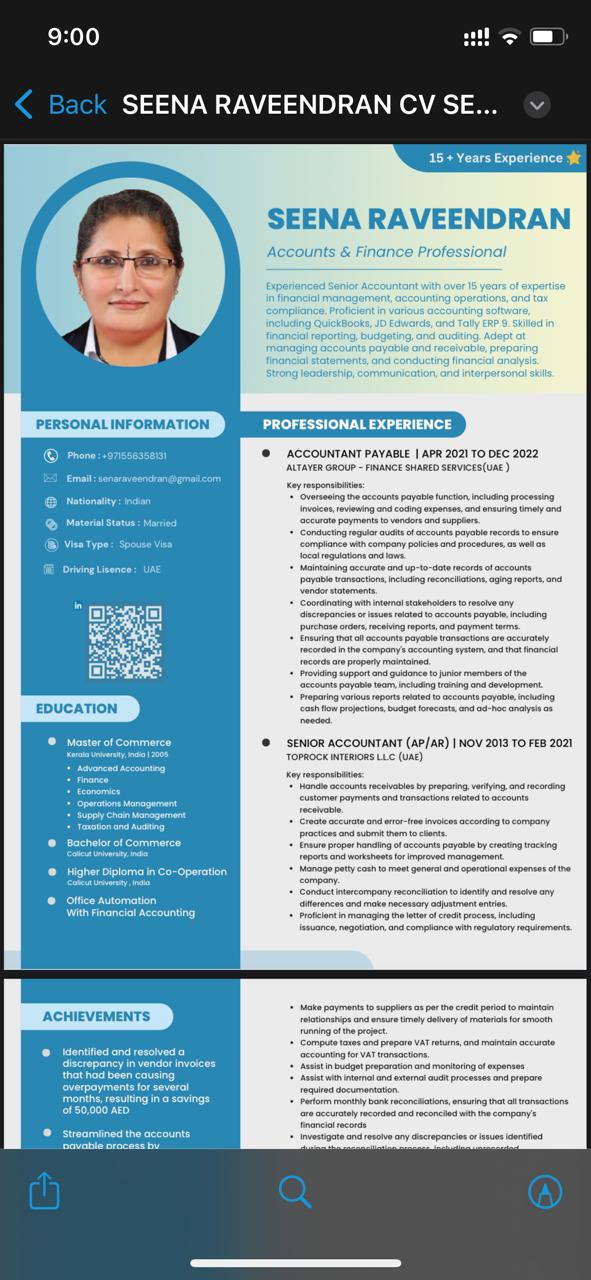 9:00
Back
SEENA RAVEENDRAN CV SE...
15 + Years Experience
SEENA RAVEENDRAN
Accounts & Finance Professional
Experienced Senior Accountant with over 15 years of expertise
in financial management, accounting operations, and tax
compliance. Proficient in various accounting software,
including QuickBooks, JD Edwards, and Tally ERP 9. Skilled in
financial reporting, budgeting, and auditing. Adept at
managing accounts payable and receivable, preparing
financial statements, and conducting financial analysis.
Strong leadership, communication, and interpersonal skills.
PERSONAL INFORMATION
Phone : +971556358131
Email : senaraveendran@gmail.com
Nationality : Indian
Material Status : Married
Visa Type : Spouse Visa
Driving Lisence : UAE
in
EDUCATION
Master of Commerce
Kerala University, India | 2005
• Advanced Accounting
• Finance
• Economics
• Operations Management
• Supply Chain Management
• Taxation and Auditing
Bachelor of Commerce
Calicut University, India
Higher Diploma in Co-Operation
Calicut University , India
Office Automation
With Financial Accounting
PROFESSIONAL EXPERIENCE
ACCOUNTANT PAYABLE | APR 2021 TO DEC 2022
ALTAYER GROUP - FINANCE SHARED SERVICES(UAE )
Key responsibilities:
• Overseeing the accounts payable function, including processing
invoices, reviewing and coding expenses, and ensuring timely and
accurate payments to vendors and suppliers.
• Conducting regular audits of accounts payable records to ensure
compliance with company policies and procedures, as well as
local regulations and laws.
• Maintaining accurate and up-to-date records of accounts
payable transactions, including reconciliations, aging reports, and
vendor statements.
• Coordinating with internal stakeholders to resolve any
discrepancies or issues related to accounts payable, including
purchase orders, receiving reports, and payment terms.
• Ensuring that all accounts payable transactions are accurately
recorded in the company's accounting system, and that financial
records are properly maintained.
• Providing support and guidance to junior members of the
accounts payable team, including training and development.
• Preparing various reports related to accounts payable, including
cash flow projections, budget forecasts, and ad-hoc analysis as
needed.
SENIOR ACCOUNTANT (AP/AR) | NOV 2013 TO FEB 2021
TOPROCK INTERIORS L.L.C (UAE)
Key responsibilities:
• Handle accounts receivables by preparing, verifying, and recording
customer payments and transactions related to accounts
receivable.
• Create accurate and error-free invoices according to company
practices and submit them to clients.
• Ensure proper handling of accounts payable by creating tracking
reports and worksheets for improved management.
• Manage petty cash to meet general and operational expenses of the
company.
• Conduct intercompany reconciliation to identify and resolve any
differences and make necessary adjustment entries.
• Proficient in managing the letter of credit process, including
issuance, negotiation, and compliance with regulatory requirements.
ACHIEVEMENTS
Identified and resolved a
discrepancy in vendor invoices
that had been causing
overpayments for several
months, resulting in a savings
of 50,000 AED
Streamlined the accounts
payable process by
• Make payments to suppliers as per the credit period to maintain
relationships and ensure timely delivery of materials for smooth
running of the project.
• Compute taxes and prepare VAT returns, and maintain accurate
accounting for VAT transactions.
• Assist in budget preparation and monitoring of expenses
• Assist with internal and external audit processes and prepare
required documentation.
• Perform monthly bank reconciliations, ensuring that all transactions
are accurately recorded and reconciled with the company's
financial records
• Investigate and resolve any discrepancies or issues identified
during the reconciliation process, including unrecorded